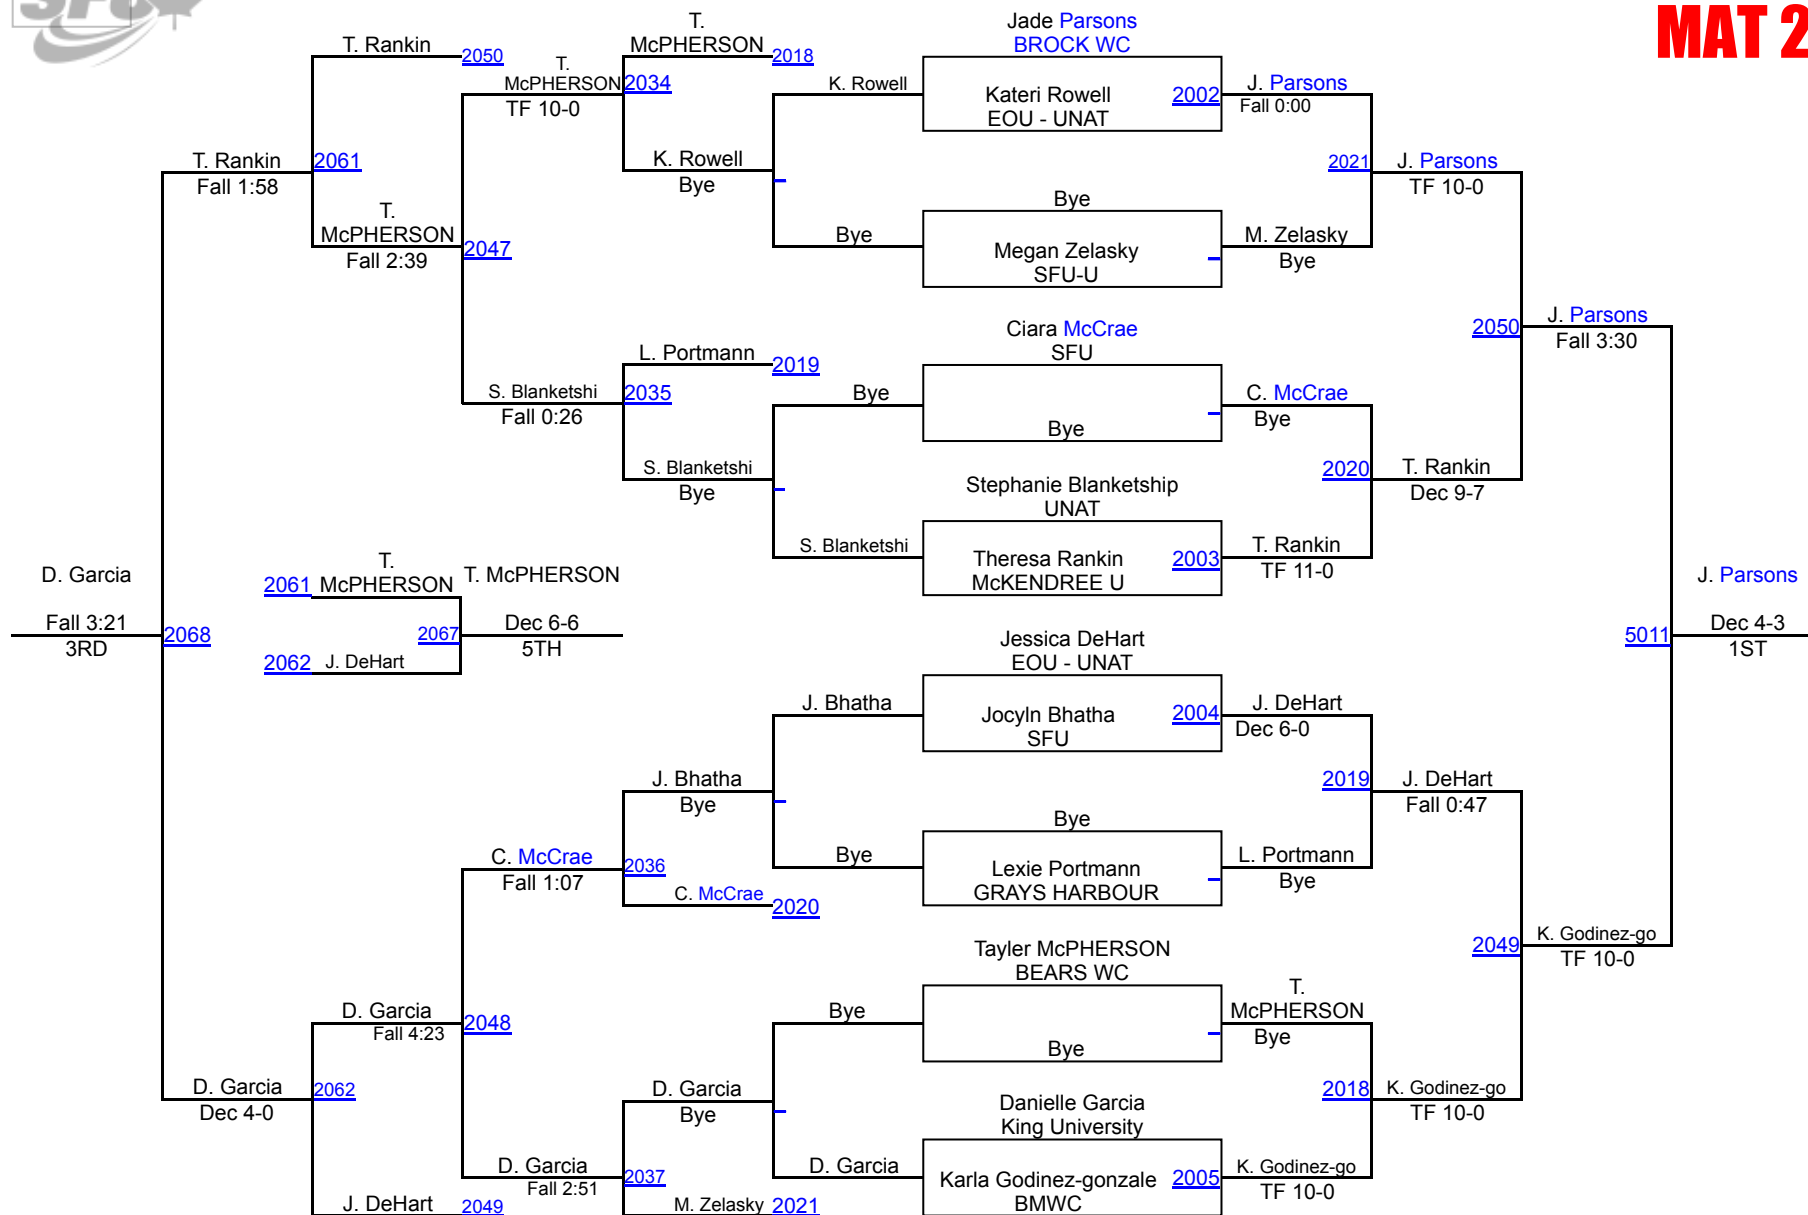 SFU
MAT 2
T. Rankin
2050
T.
McPHERSON
TF 10-0
2034
T.
McPHERSON
2018
K. Rowell
Bye
K. Rowell
Bye
Jade Parsons
BROCK WC
Kateri Rowell
EOU - UNAT
2002
J. Parsons
Fall 0:00
Bye
Megan Zelasky
SFU-U
M. Zelasky
Bye
2021
J. Parsons
TF 10-0
T. Rankin
Fall 1:58
2061
T.
McPHERSON
Fall 2:39
2047
S. Blanketshi
Fall 0:26
2035
L. Portmann
2019
S. Blanketshi
Bye
Bye
S. Blanketshi
Ciara McCrae
SFU
Bye
C. McCrae
Bye
Stephanie Blanketship
UNAT
Theresa Rankin
McKENDREE U
2003
T. Rankin
TF 11-0
2020
T. Rankin
Dec 9-7
2050
J. Parsons
Fall 3:30
D. Garcia
Fall 3:21
3RD
2068
2061
T.
McPHERSON
2062
J. DeHart
2067
T. McPHERSON
Dec 6-6
5TH
5011
J. Parsons
Dec 4-3
1ST
J. Bhatha
Bye
J. Bhatha
Bye
Jessica DeHart
EOU - UNAT
Jocyln Bhatha
SFU
2004
J. DeHart
Dec 6-0
Bye
Lexie Portmann
GRAYS HARBOUR
L. Portmann
Bye
2019
J. DeHart
Fall 0:47
C. McCrae
Fall 1:07
2036
C. McCrae
2020
D. Garcia
Fall 4:23
2048
D. Garcia
Dec 4-0
2062
J. DeHart
2049
D. Garcia
Fall 2:51
2037
D. Garcia
Bye
M. Zelasky
2021
Bye
D. Garcia
Tayler McPHERSON
BEARS WC
Bye
T.
McPHERSON
Bye
Danielle Garcia
King University
Karla Godinez-gonzale
BMWC
2005
K. Godinez-go
TF 10-0
2018
K. Godinez-go
TF 10-0
2049
K. Godinez-go
TF 10-0